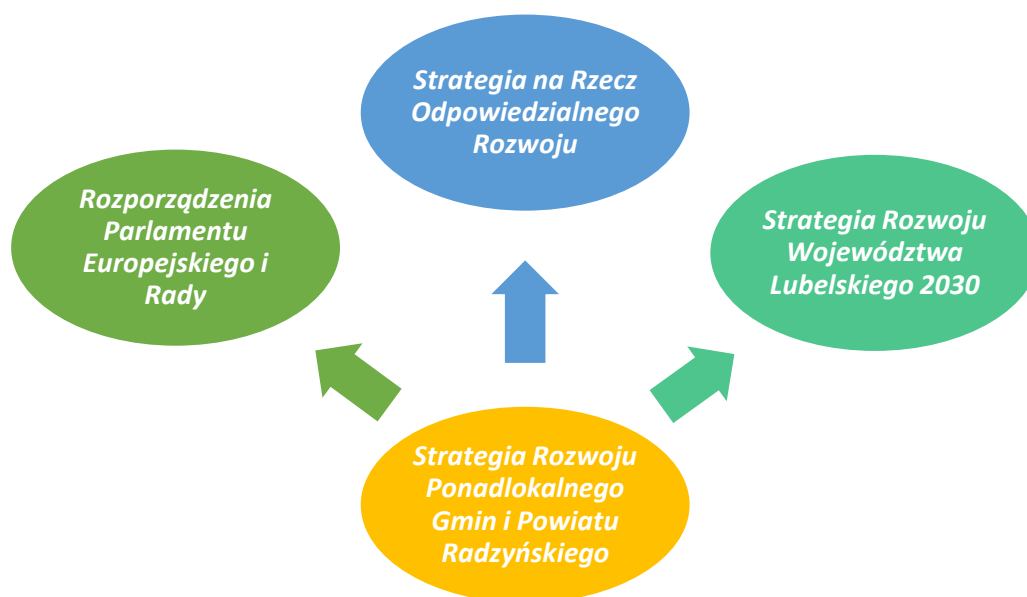 Strategia na Rzecz
Odpowiedzialnego
Rozwoju
Rozporządzenia
Parlamentu
Europejskiego i
Rady
Strategia Rozwoju
Województwa
Lubelskiego 2030
Strategia Rozwoju
Ponadlokalnego
Gmin i Powiatu
Radzyńskiego